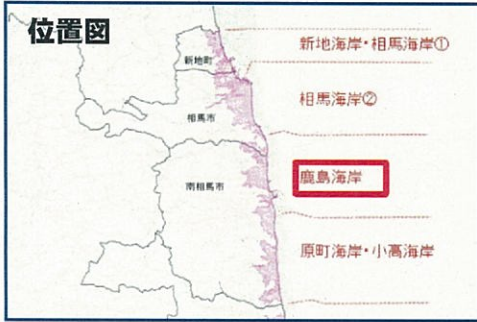 位置図
新地海岸・相馬海岸①
新地町
相馬海岸②
相馬市
鹿島海岸
南相馬市
原町海岸・小高海岸